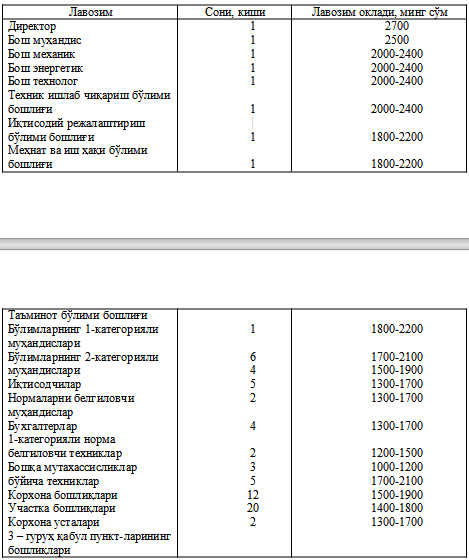 Лавозим Сони, киши Лавозим оклади, минг сўм
Директор 1 2700
Бош муҳандис 1 2500
Бош механик 1 2000-2400
Бош энергетик 1 2000-2400
Бош технолог 1 2000-2400
Техник ишлаб чиқариш бўлими
бошлиғи 1 2000-2400
Иқтисодий режалаштириш
бўлими бошлиғи 1 1800-2200
Меҳнат ва иш ҳақи бўлими
бошлиғи 1 1800-2200
Таъминот бўлими бошлиғи
Бўлимларнинг 1-категорияли 1 1800-2200
муҳандислари
Бўлимларнинг 2-категорияли 6 1700-2100
муҳандислари 4 1500-1900
Иқтисодчилар 5 1300-1700
Нормаларни белгиловчи 2 1300-1700
муҳандислар
Бухгалтерлар 4 1300-1700
1-категорияли норма
белгиловчи техниклар 2 1200-1500
Бошқа мутахассисликлар 3 1000-1200
бўйича техниклар 5 1700-2100
Корхона бошлиқлари 12 1500-1900
Участка бошлиқлари 20 1400-1800
Корхона усталари 2 1300-1700
3 – гуруҳ қабул пункт-ларининг
бошлиқлари